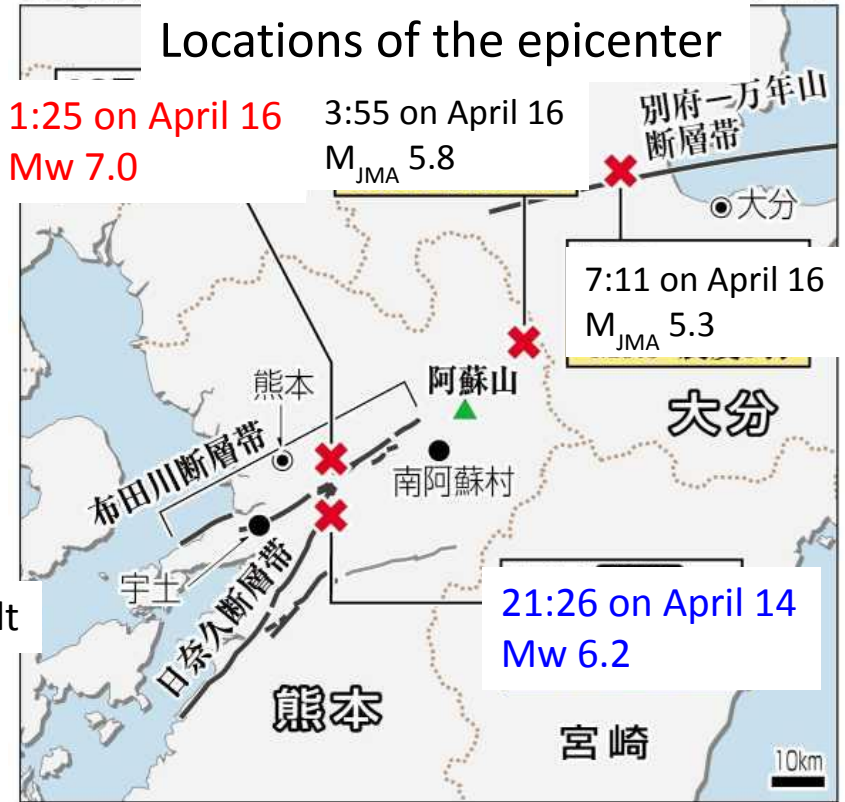 Locations of the epicenter
1:25 on April 16
Mw 7.0
3:55 on April 16
M_JMA 5.8
別府―万年山
断層帯
大分
7:11 on April 16
M_JMA 5.3
熊本
阿蘇山
大分
布田川断層帯
南阿蘇村
宇土
日奈久断層帯
lt
21:26 on April 14
Mw 6.2
熊本
宮崎
10km